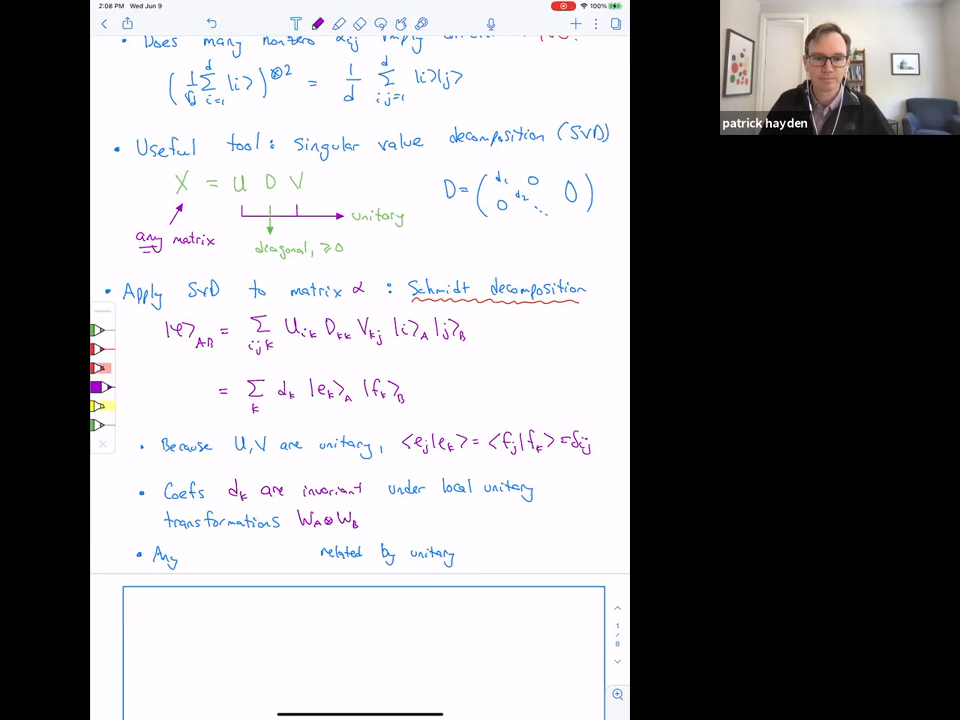 2:08 PM Wed Jun 9
100%
patrick hayden
• Does many nonzero αij imply
(1/√d Σ_{i=1}^{d} |i⟩)^{⊗2} = 1/d Σ_{i,j=1}^{d} |i⟩|j⟩
• Useful tool: singular value decomposition (SVD)
X = U D V
D = (d1 0 0 d2 ⋱ 0)
unitary
any matrix
diagonal, ≥0
• Apply SVD to matrix α : Schmidt decomposition
|φ⟩_AB = Σ_{ijk} U_ik D_kk V_kj |i⟩_A |j⟩_B
= Σ_k d_k |e_k⟩_A |f_k⟩_B
• Because U,V are unitary, ⟨e_j|e_k⟩ = ⟨f_j|f_k⟩ = δ_ij
• Coefs d_k are invariant under local unitary
transformations W_A⊗W_B
• Any related by unitary
1
/
8